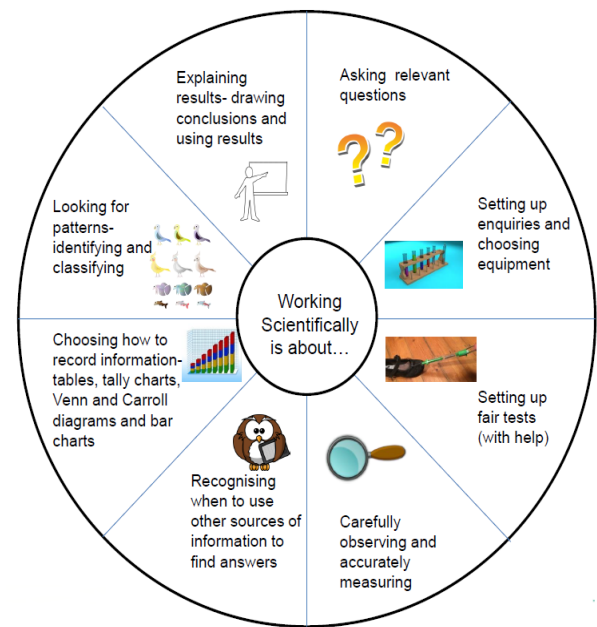 Working
Scientifically
is about…
Asking relevant
questions
Setting up
enquiries and
choosing
equipment
Setting up
fair tests
(with help)
Carefully
observing and
accurately
measuring
Recognising
when to use
other sources of
information to
find answers
Choosing how to
record information-
tables, tally charts,
Venn and Carroll
diagrams and bar
charts
Looking for
patterns-
identifying and
classifying
Explaining
results- drawing
conclusions and
using results